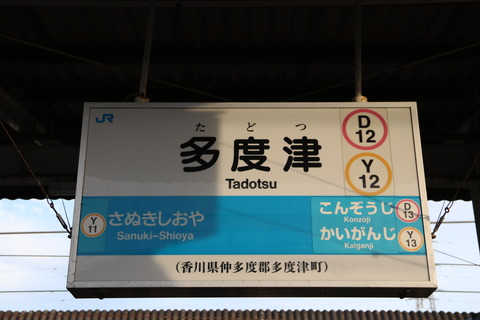 JR
たどつ
多度津
Tadotsu
D
12
Y
12
Y
11
さぬきしおや
Sanuki-Shioya
こんぞうじ
Konzoji
D
13
かいがんじ
Kaiganji
Y
13
(香川県仲多度郡多度津町)